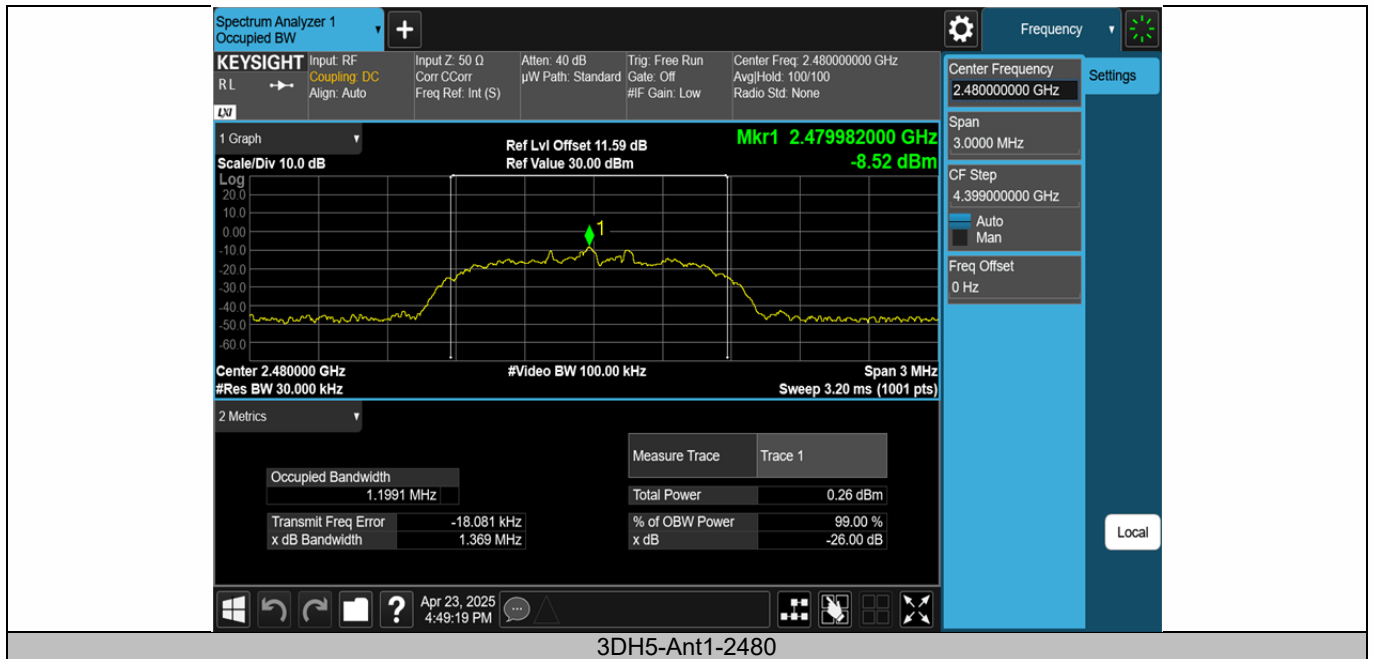 Spectrum Analyzer 1
Occupied BW
+
Frequency
KEYSIGHT
RL
LXI
Input: RF
Coupling: DC
Align: Auto
Input Z: 50 Ω
Corr CCorr
Freq Ref: Int (S)
Atten: 40 dB
µW Path: Standard
Trig: Free Run
Gate: Off
#IF Gain: Low
Center Freq: 2.480000000 GHz
Avg|Hold: 100/100
Radio Std: None
Center Frequency
2.480000000 GHz
Settings
Span
3.0000 MHz
CF Step
4.399000000 GHz
Auto
Man
Freq Offset
0 Hz
Local
1 Graph
Scale/Div 10.0 dB
Ref Lvl Offset 11.59 dB
Ref Value 30.00 dBm
Mkr1 2.479982000 GHz
-8.52 dBm
Log
20.0
10.0
0.00
-10.0
-20.0
-30.0
-40.0
-50.0
-60.0
1
Center 2.480000 GHz
#Res BW 30.000 kHz
#Video BW 100.00 kHz
Span 3 MHz
Sweep 3.20 ms (1001 pts)
2 Metrics
Measure Trace Trace 1
Occupied Bandwidth
1.1991 MHz
Total Power 0.26 dBm
Transmit Freq Error -18.081 kHz
% of OBW Power 99.00 %
x dB Bandwidth 1.369 MHz
x dB -26.00 dB
?
Apr 23, 2025
4:49:19 PM
3DH5-Ant1-2480